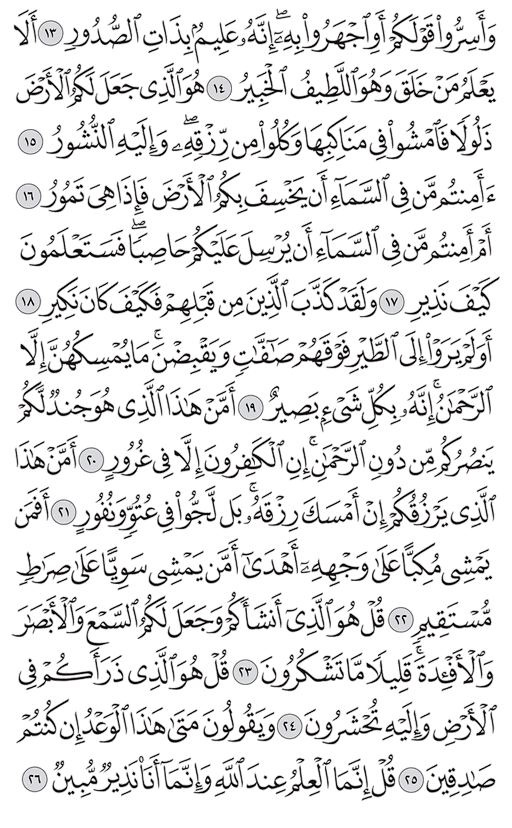 وَأَسِرُّوا۟ قَوْلَكُمْ أَوِ ٱجْهَرُوا۟ بِهِۦٓ ۖ إِنَّهُۥ عَلِيمٌۢ بِذَاتِ ٱلصُّدُورِ ١٣ أَلَا
يَعْلَمُ مَنْ خَلَقَ وَهُوَ ٱللَّطِيفُ ٱلْخَبِيرُ ١٤ هُوَ ٱلَّذِى جَعَلَ لَكُمُ ٱلْأَرْضَ
ذَلُولًا فَٱمْشُوا۟ فِى مَنَاكِبِهَا وَكُلُوا۟ مِن رِّزْقِهِۦ ۖ وَإِلَيْهِ ٱلنُّشُورُ ١٥
ءَأَمِنتُم مَّن فِى ٱلسَّمَآءِ أَن يَخْسِفَ بِكُمُ ٱلْأَرْضَ فَإِذَا هِىَ تَمُورُ ١٦
أَمْ أَمِنتُم مَّن فِى ٱلسَّمَآءِ أَن يُرْسِلَ عَلَيْكُمْ حَاصِبًا ۖ فَسَتَعْلَمُونَ
كَيْفَ نَذِيرِ ١٧ وَلَقَدْ كَذَّبَ ٱلَّذِينَ مِن قَبْلِهِمْ فَكَيْفَ كَانَ نَكِيرِ ١٨
أَوَلَمْ يَرَوْا۟ إِلَى ٱلطَّيْرِ فَوْقَهُمْ صَـٰٓفَّـٰتٍ وَيَقْبِضْنَ ۚ مَا يُمْسِكُهُنَّ إِلَّا
ٱلرَّحْمَـٰنُ ۚ إِنَّهُۥ بِكُلِّ شَىْءٍۭ بَصِيرٌ ١٩ أَمَّنْ هَـٰذَا ٱلَّذِى هُوَ جُندٌ لَّكُمْ
يَنصُرُكُم مِّن دُونِ ٱلرَّحْمَـٰنِ ۚ إِنِ ٱلْكَـٰفِرُونَ إِلَّا فِى غُرُورٍ ٢٠ أَمَّنْ هَـٰذَا
ٱلَّذِى يَرْزُقُكُمْ إِنْ أَمْسَكَ رِزْقَهُۥ ۚ بَل لَّجُّوا۟ فِى عُتُوٍّ وَنُفُورٍ ٢١ أَفَمَن
يَمْشِى مُكِبًّا عَلَىٰ وَجْهِهِۦٓ أَهْدَىٰٓ أَمَّن يَمْشِى سَوِيًّا عَلَىٰ صِرَٰطٍ
مُّسْتَقِيمٍ ٢٢ قُلْ هُوَ ٱلَّذِىٓ أَنشَأَكُمْ وَجَعَلَ لَكُمُ ٱلسَّمْعَ وَٱلْأَبْصَـٰرَ
وَٱلْأَفْـِٔدَةَ ۖ قَلِيلًا مَّا تَشْكُرُونَ ٢٣ قُلْ هُوَ ٱلَّذِى ذَرَأَكُمْ فِى
ٱلْأَرْضِ وَإِلَيْهِ تُحْشَرُونَ ٢٤ وَيَقُولُونَ مَتَىٰ هَـٰذَا ٱلْوَعْدُ إِن كُنتُمْ
صَـٰدِقِينَ ٢٥ قُلْ إِنَّمَا ٱلْعِلْمُ عِندَ ٱللَّهِ وَإِنَّمَآ أَنَا۠ نَذِيرٌ مُّبِينٌ ٢٦